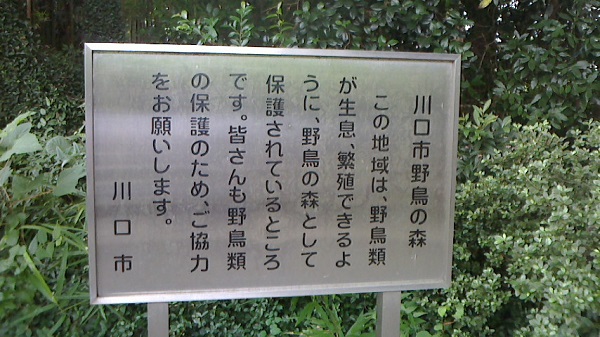 川口市野鳥の森
この地域は、野鳥類
が生息、繁殖できるよ
うに、野鳥の森として
保護されているところ
です。皆さんも野鳥類
の保護のため、ご協力
をお願いします。
川口市